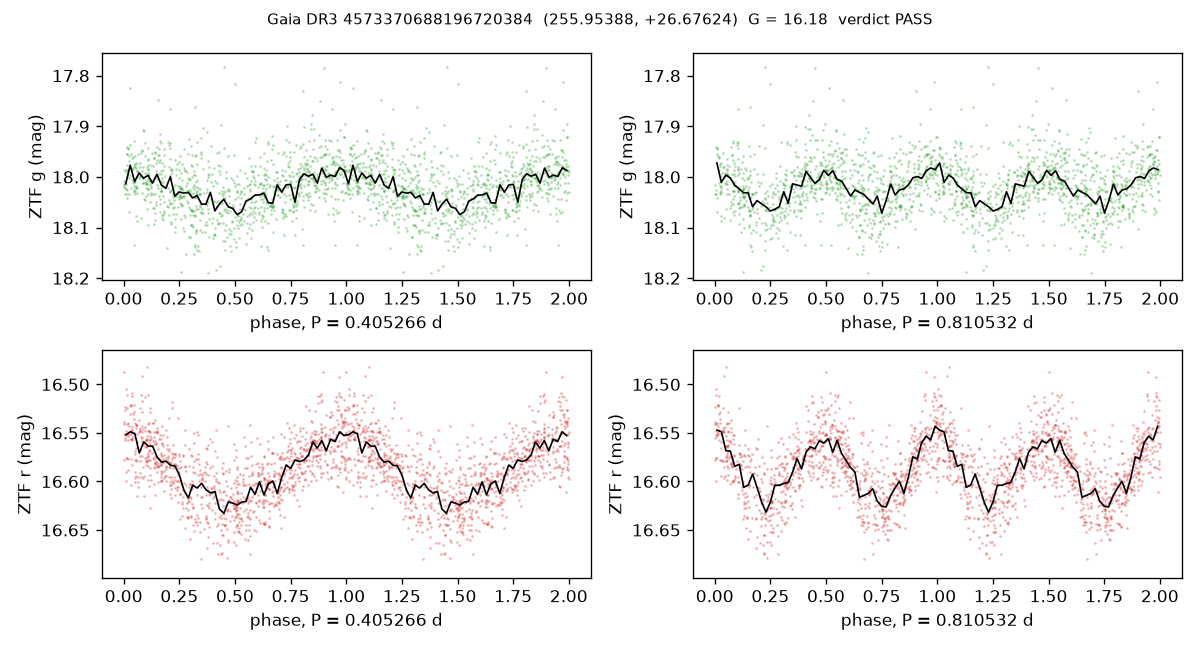 Gaia DR3 4573370688196720384 (255.95388, +26.67624) G = 16.18 verdict PASS
ZTF g (mag)
17.8
17.9
18.0
18.1
18.2
0.00 0.25 0.50 0.75 1.00 1.25 1.50 1.75 2.00
phase, P = 0.405266 d
ZTF g (mag)
17.8
17.9
18.0
18.1
18.2
0.00 0.25 0.50 0.75 1.00 1.25 1.50 1.75 2.00
phase, P = 0.810532 d
ZTF r (mag)
16.50
16.55
16.60
16.65
0.00 0.25 0.50 0.75 1.00 1.25 1.50 1.75 2.00
phase, P = 0.405266 d
ZTF r (mag)
16.50
16.55
16.60
16.65
0.00 0.25 0.50 0.75 1.00 1.25 1.50 1.75 2.00
phase, P = 0.810532 d